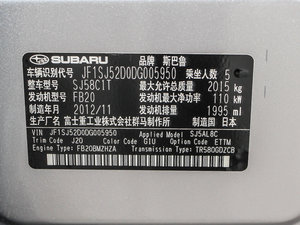 SUBARU 品牌 斯巴鲁
车辆识别代号 JF1SJ52D0DG005950 乘坐人数 5
整车型号 SJ58C1T 最大允许总质量 2015 kg
发动机型号 FB20 发动机最大净功率 110 kW
制造年月 2012/11 发动机排量 1995 ml
生产厂名 富士重工业株式会社群马制作所 日本制造
VIN JF1SJ52D0DG005950 Applied Model SJ5AL8C
Trim Code J20 Color Code G1U Option Code ETTM
Engine Type: FB20BMZHZA Transmission Type: TR580GDZCB